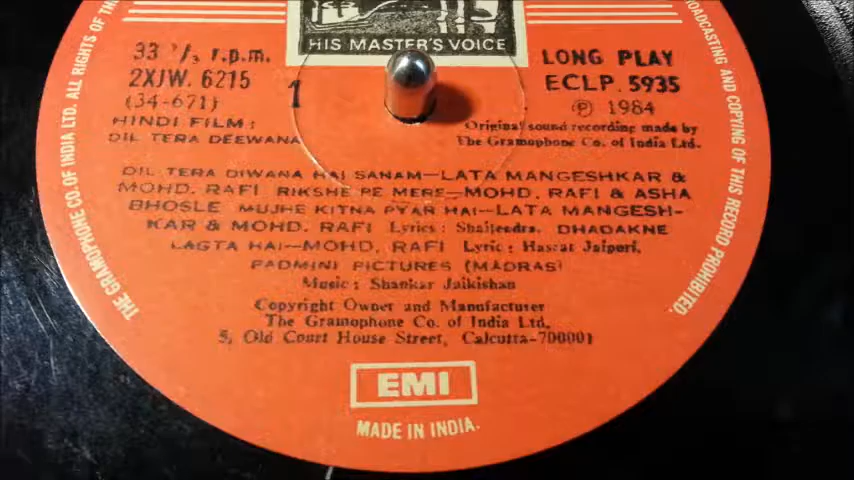 HIS MASTER'S VOICE
33 1/3 r.p.m.
2XJW. 6215
(34-671)
1
LONG PLAY
ECLP. 5935
Ⓟ 1984
HINDI FILM :
DIL TERA DEEWANA
Original sound recording made by
The Gramophone Co. of India Ltd.
DIL TERA DIWANA HAI SANAM—LATA MANGESHKAR &
MOHD. RAFI RIKSHE PE MERE—MOHD. RAFI & ASHA
BHOSLE MUJHE KITNA PYAR HAI—LATA MANGESH-
KAR & MOHD. RAFI Lyrics : Shailendra. DHADAKNE
LAGTA HAI—MOHD. RAFI Lyric : Hasrat Jaipuri.
PADMINI PICTURES (MADRAS)
Music : Shankar Jaikishan
Copyright Owner and Manufacturer
The Gramophone Co. of India Ltd.
5, Old Court House Street, Calcutta-700001
EMI
MADE IN INDIA.
THE GRAMOPHONE CO. OF INDIA LTD. ALL RIGHTS OF THE
BROADCASTING AND COPYING OF THIS RECORD PROHIBITED.